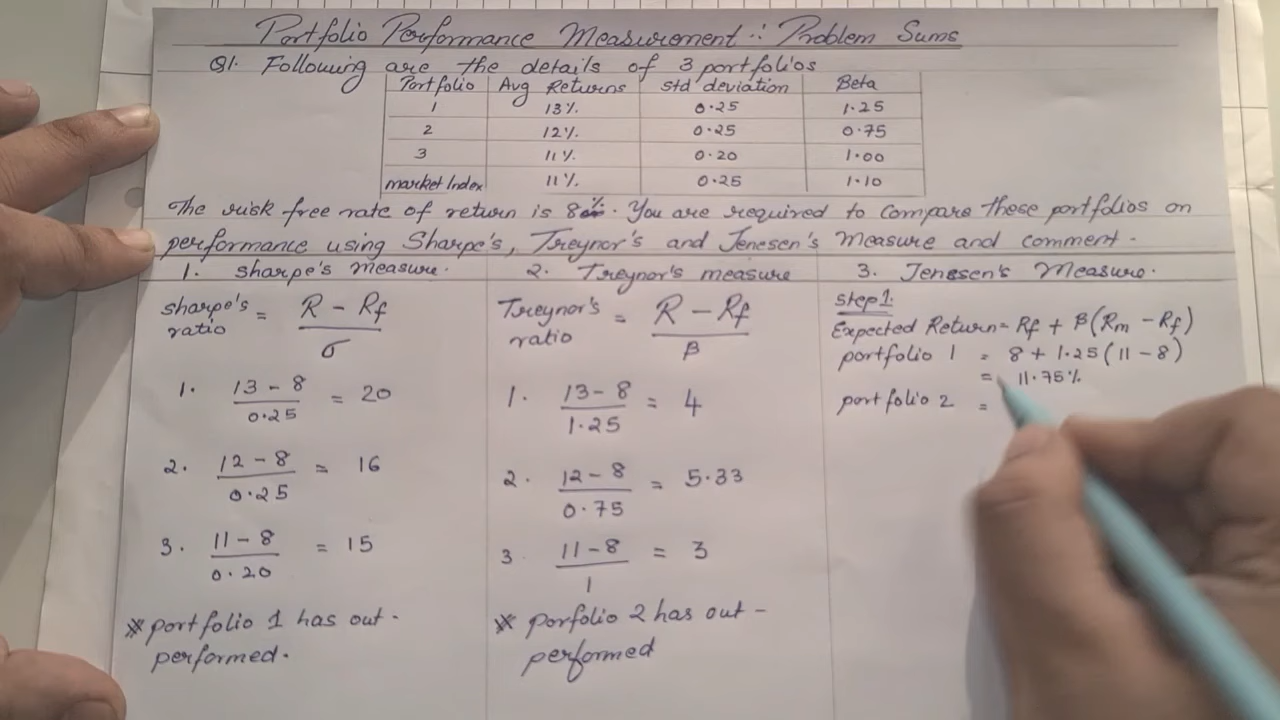 Portfolio Performance Measurement :: Problem Sums
Q1. Following are the details of 3 portfolios
Portfolio Avg Returns std deviation Beta
1 13% 0.25 1.25
2 12% 0.25 0.75
3 11% 0.20 1.00
market Index 11% 0.25 1.10
The risk free rate of return is 8%. You are required to compare these portfolios on
performance using Sharpe's, Treynor's and Jenesen's Measure and comment.
1. sharpe's measure.
sharpe's ratio = R - Rf / σ
1. 13 - 8 / 0.25 = 20
2. 12 - 8 / 0.25 = 16
3. 11 - 8 / 0.20 = 15
* portfolio 1 has out-
performed.
2. Treynor's measure
Treynor's ratio = R - Rf / β
1. 13 - 8 / 1.25 = 4
2. 12 - 8 / 0.75 = 5.33
3 11 - 8 / 1 = 3
* porfolio 2 has out-
performed
3. Jenesen's Measure.
Step 1:
Expected Return = Rf + β(Rm - Rf)
portfolio 1 = 8 + 1.25(11 - 8)
= 11.75%
portfolio 2 =